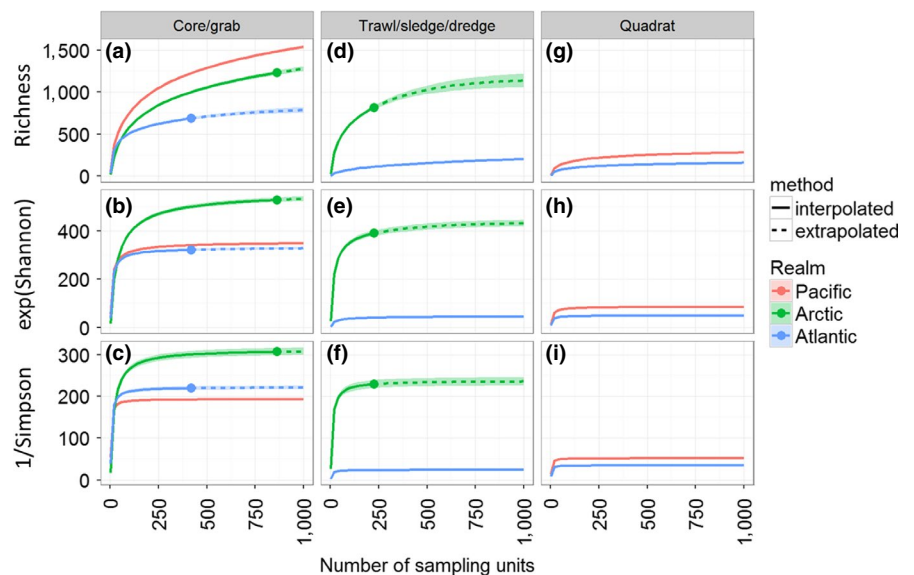 Core/grab
Trawl/sledge/dredge
Quadrat
Richness
1,500
1,000
500
0
(a)
(d)
(g)
exp(Shannon)
400
200
0
(b)
(e)
(h)
1/Simpson
300
200
100
0
(c)
(f)
(i)
0
250
500
750
1,000
0
250
500
750
1,000
0
250
500
750
1,000
Number of sampling units
method
interpolated
extrapolated
Realm
Pacific
Arctic
Atlantic